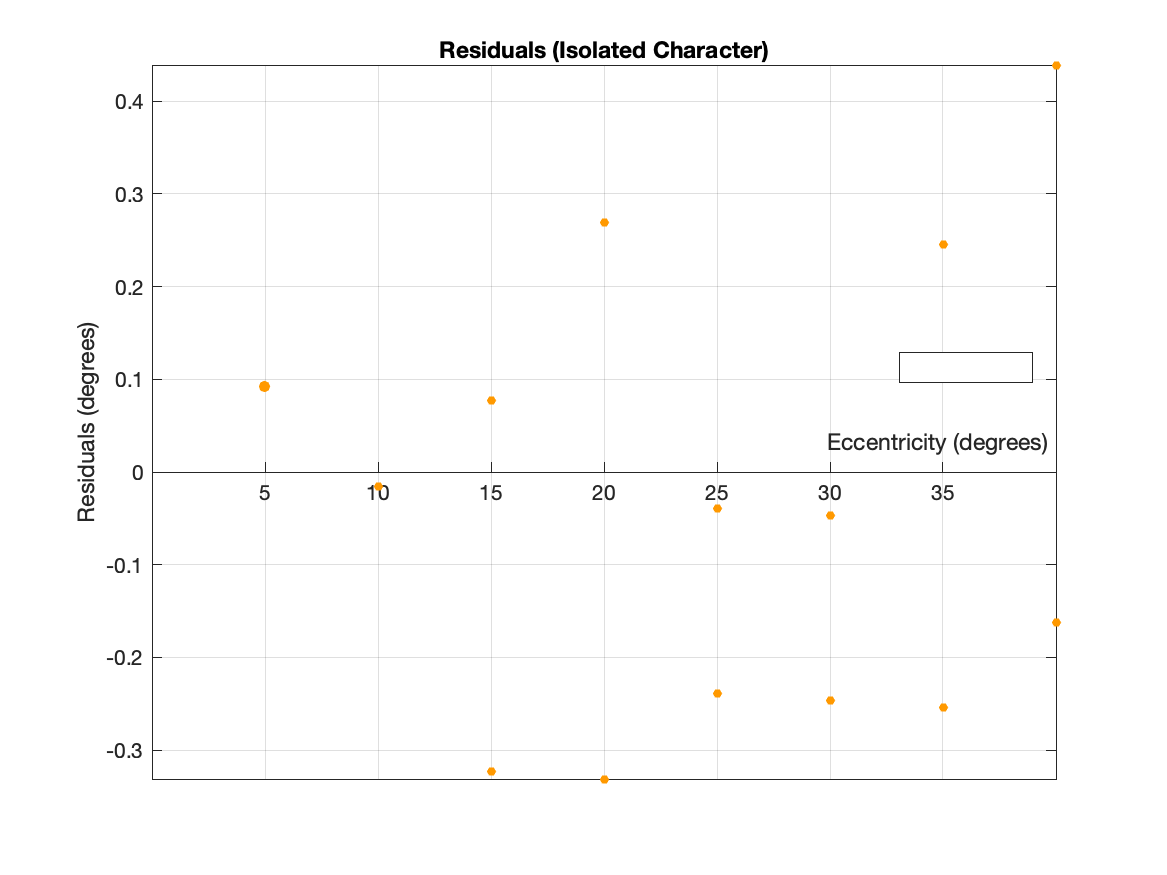 Residuals (Isolated Character)
0.4
0.3
0.2
0.1
0
-0.1
-0.2
-0.3
Residuals (degrees)
Eccentricity (degrees)
5 10 15 20 25 30 35